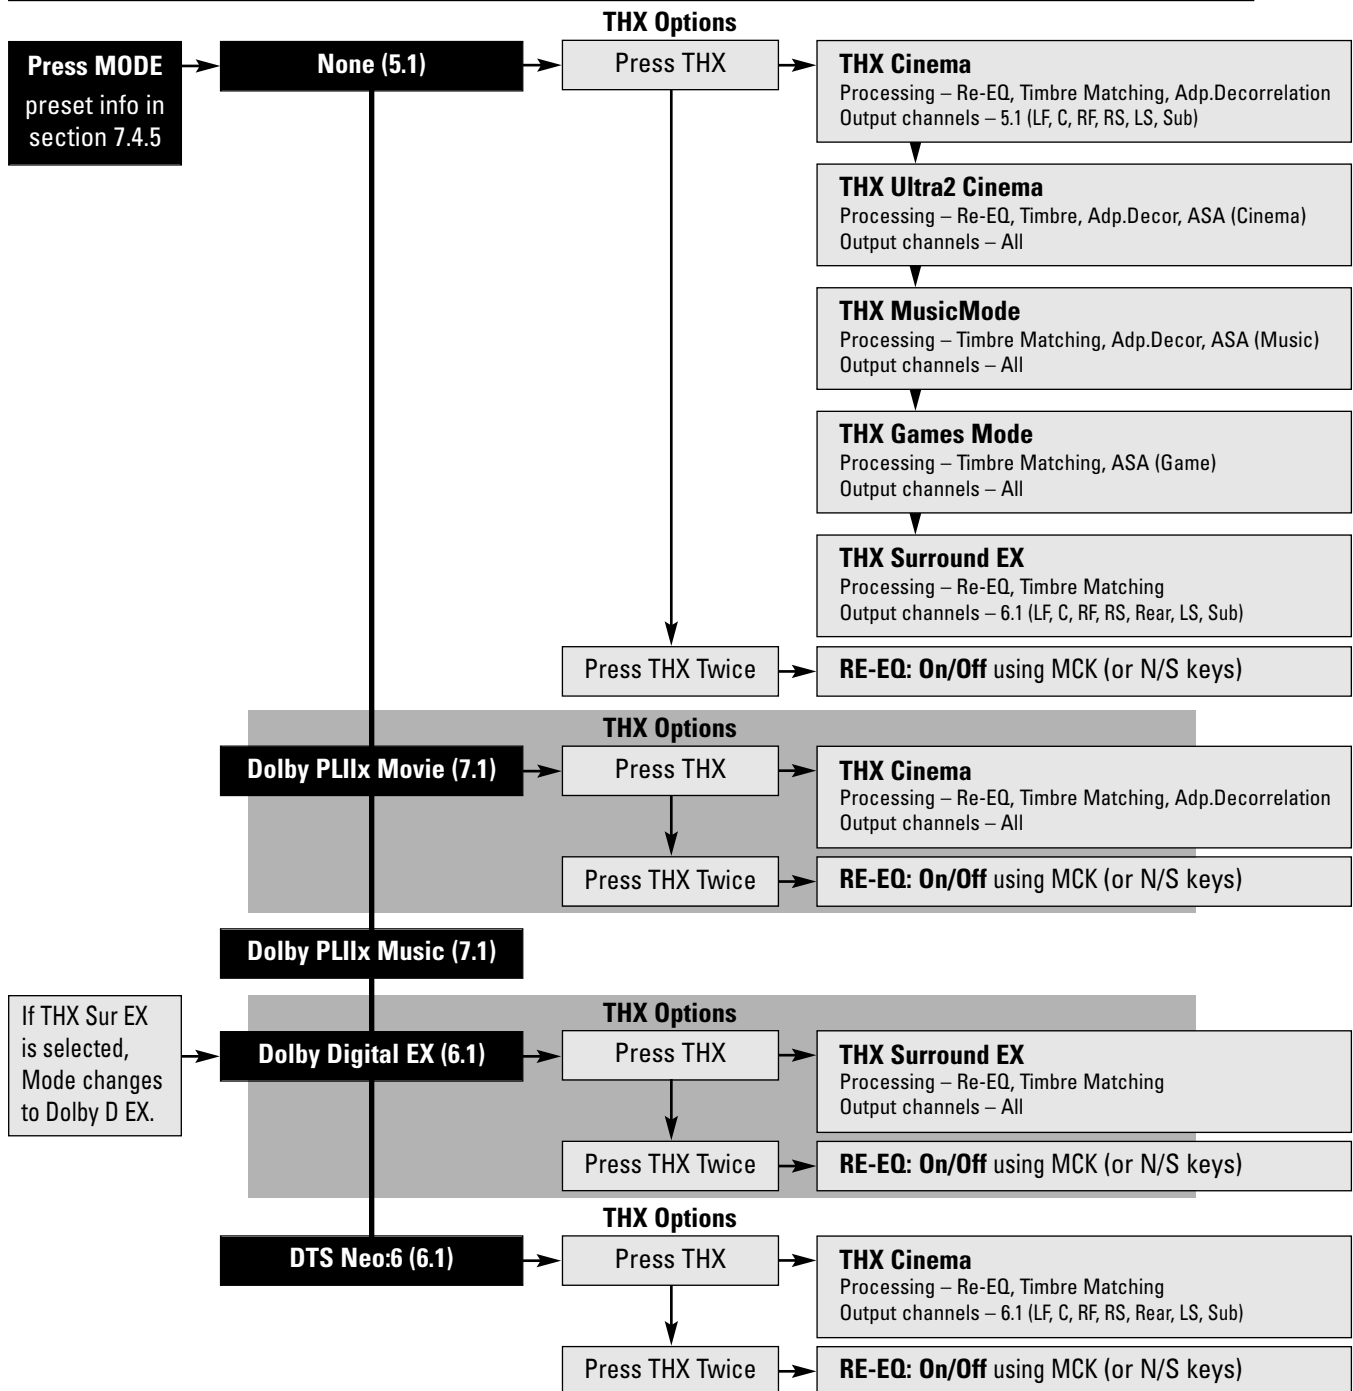 THX Options
Press MODE
preset info in
section 7.4.5
None (5.1)
Press THX
THX Cinema
Processing – Re-EQ, Timbre Matching, Adp.Decorrelation
Output channels – 5.1 (LF, C, RF, RS, LS, Sub)
THX Ultra2 Cinema
Processing – Re-EQ, Timbre, Adp.Decor, ASA (Cinema)
Output channels – All
THX MusicMode
Processing – Timbre Matching, Adp.Decor, ASA (Music)
Output channels – All
THX Games Mode
Processing – Timbre Matching, ASA (Game)
Output channels – All
THX Surround EX
Processing – Re-EQ, Timbre Matching
Output channels – 6.1 (LF, C, RF, RS, Rear, LS, Sub)
Press THX Twice
RE-EQ: On/Off using MCK (or N/S keys)
THX Options
Dolby PLIIx Movie (7.1)
Press THX
THX Cinema
Processing – Re-EQ, Timbre Matching, Adp.Decorrelation
Output channels – All
Press THX Twice
RE-EQ: On/Off using MCK (or N/S keys)
Dolby PLIIx Music (7.1)
If THX Sur EX
is selected,
Mode changes
to Dolby D EX.
THX Options
Dolby Digital EX (6.1)
Press THX
THX Surround EX
Processing – Re-EQ, Timbre Matching
Output channels – All
Press THX Twice
RE-EQ: On/Off using MCK (or N/S keys)
THX Options
DTS Neo:6 (6.1)
Press THX
THX Cinema
Processing – Re-EQ, Timbre Matching
Output channels – 6.1 (LF, C, RF, RS, Rear, LS, Sub)
Press THX Twice
RE-EQ: On/Off using MCK (or N/S keys)